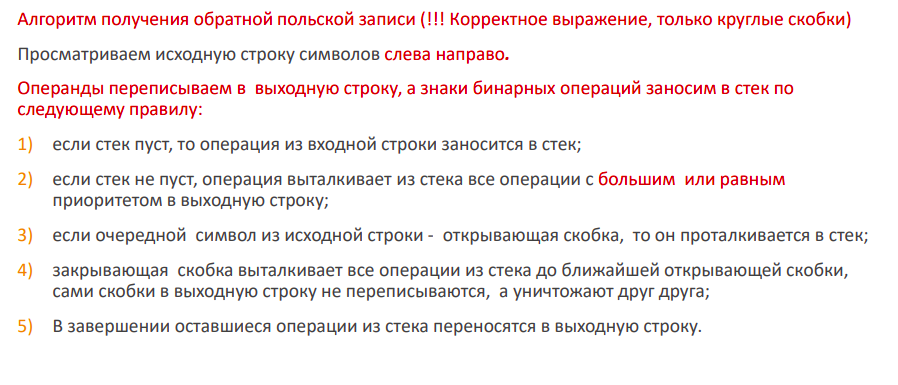 Алгоритм получения обратной польской записи (!!! Корректное выражение, только круглые скобки)
Просматриваем исходную строку символов слева направо.
Операнды переписываем в выходную строку, а знаки бинарных операций заносим в стек по
следующему правилу:
1) если стек пуст, то операция из входной строки заносится в стек;
2) если стек не пуст, операция выталкивает из стека все операции с большим или равным
приоритетом в выходную строку;
3) если очередной символ из исходной строки - открывающая скобка, то он проталкивается в стек;
4) закрывающая скобка выталкивает все операции из стека до ближайшей открывающей скобки,
сами скобки в выходную строку не переписываются, а уничтожают друг друга;
5) В завершении оставшиеся операции из стека переносятся в выходную строку.